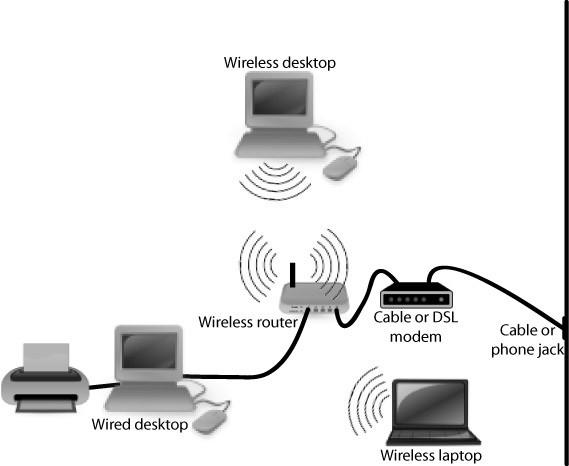 Wireless desktop
Wireless router
Cable or DSL
modem
Cable or
phone jack
Wired desktop
Wireless laptop